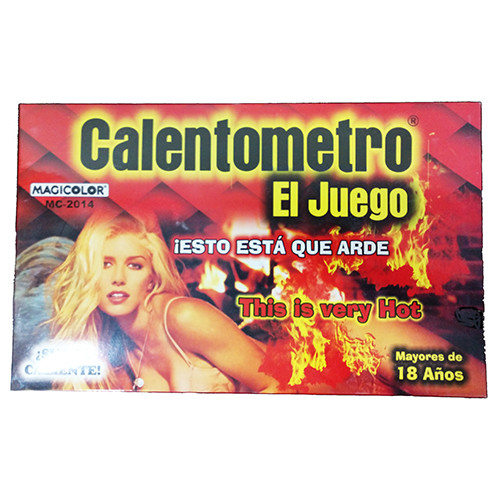 Calentometro®
El Juego
MAGICOLOR®
MC-2014
¡ESTO ESTÁ QUE ARDE
This is very Hot
Mayores de
18 Años